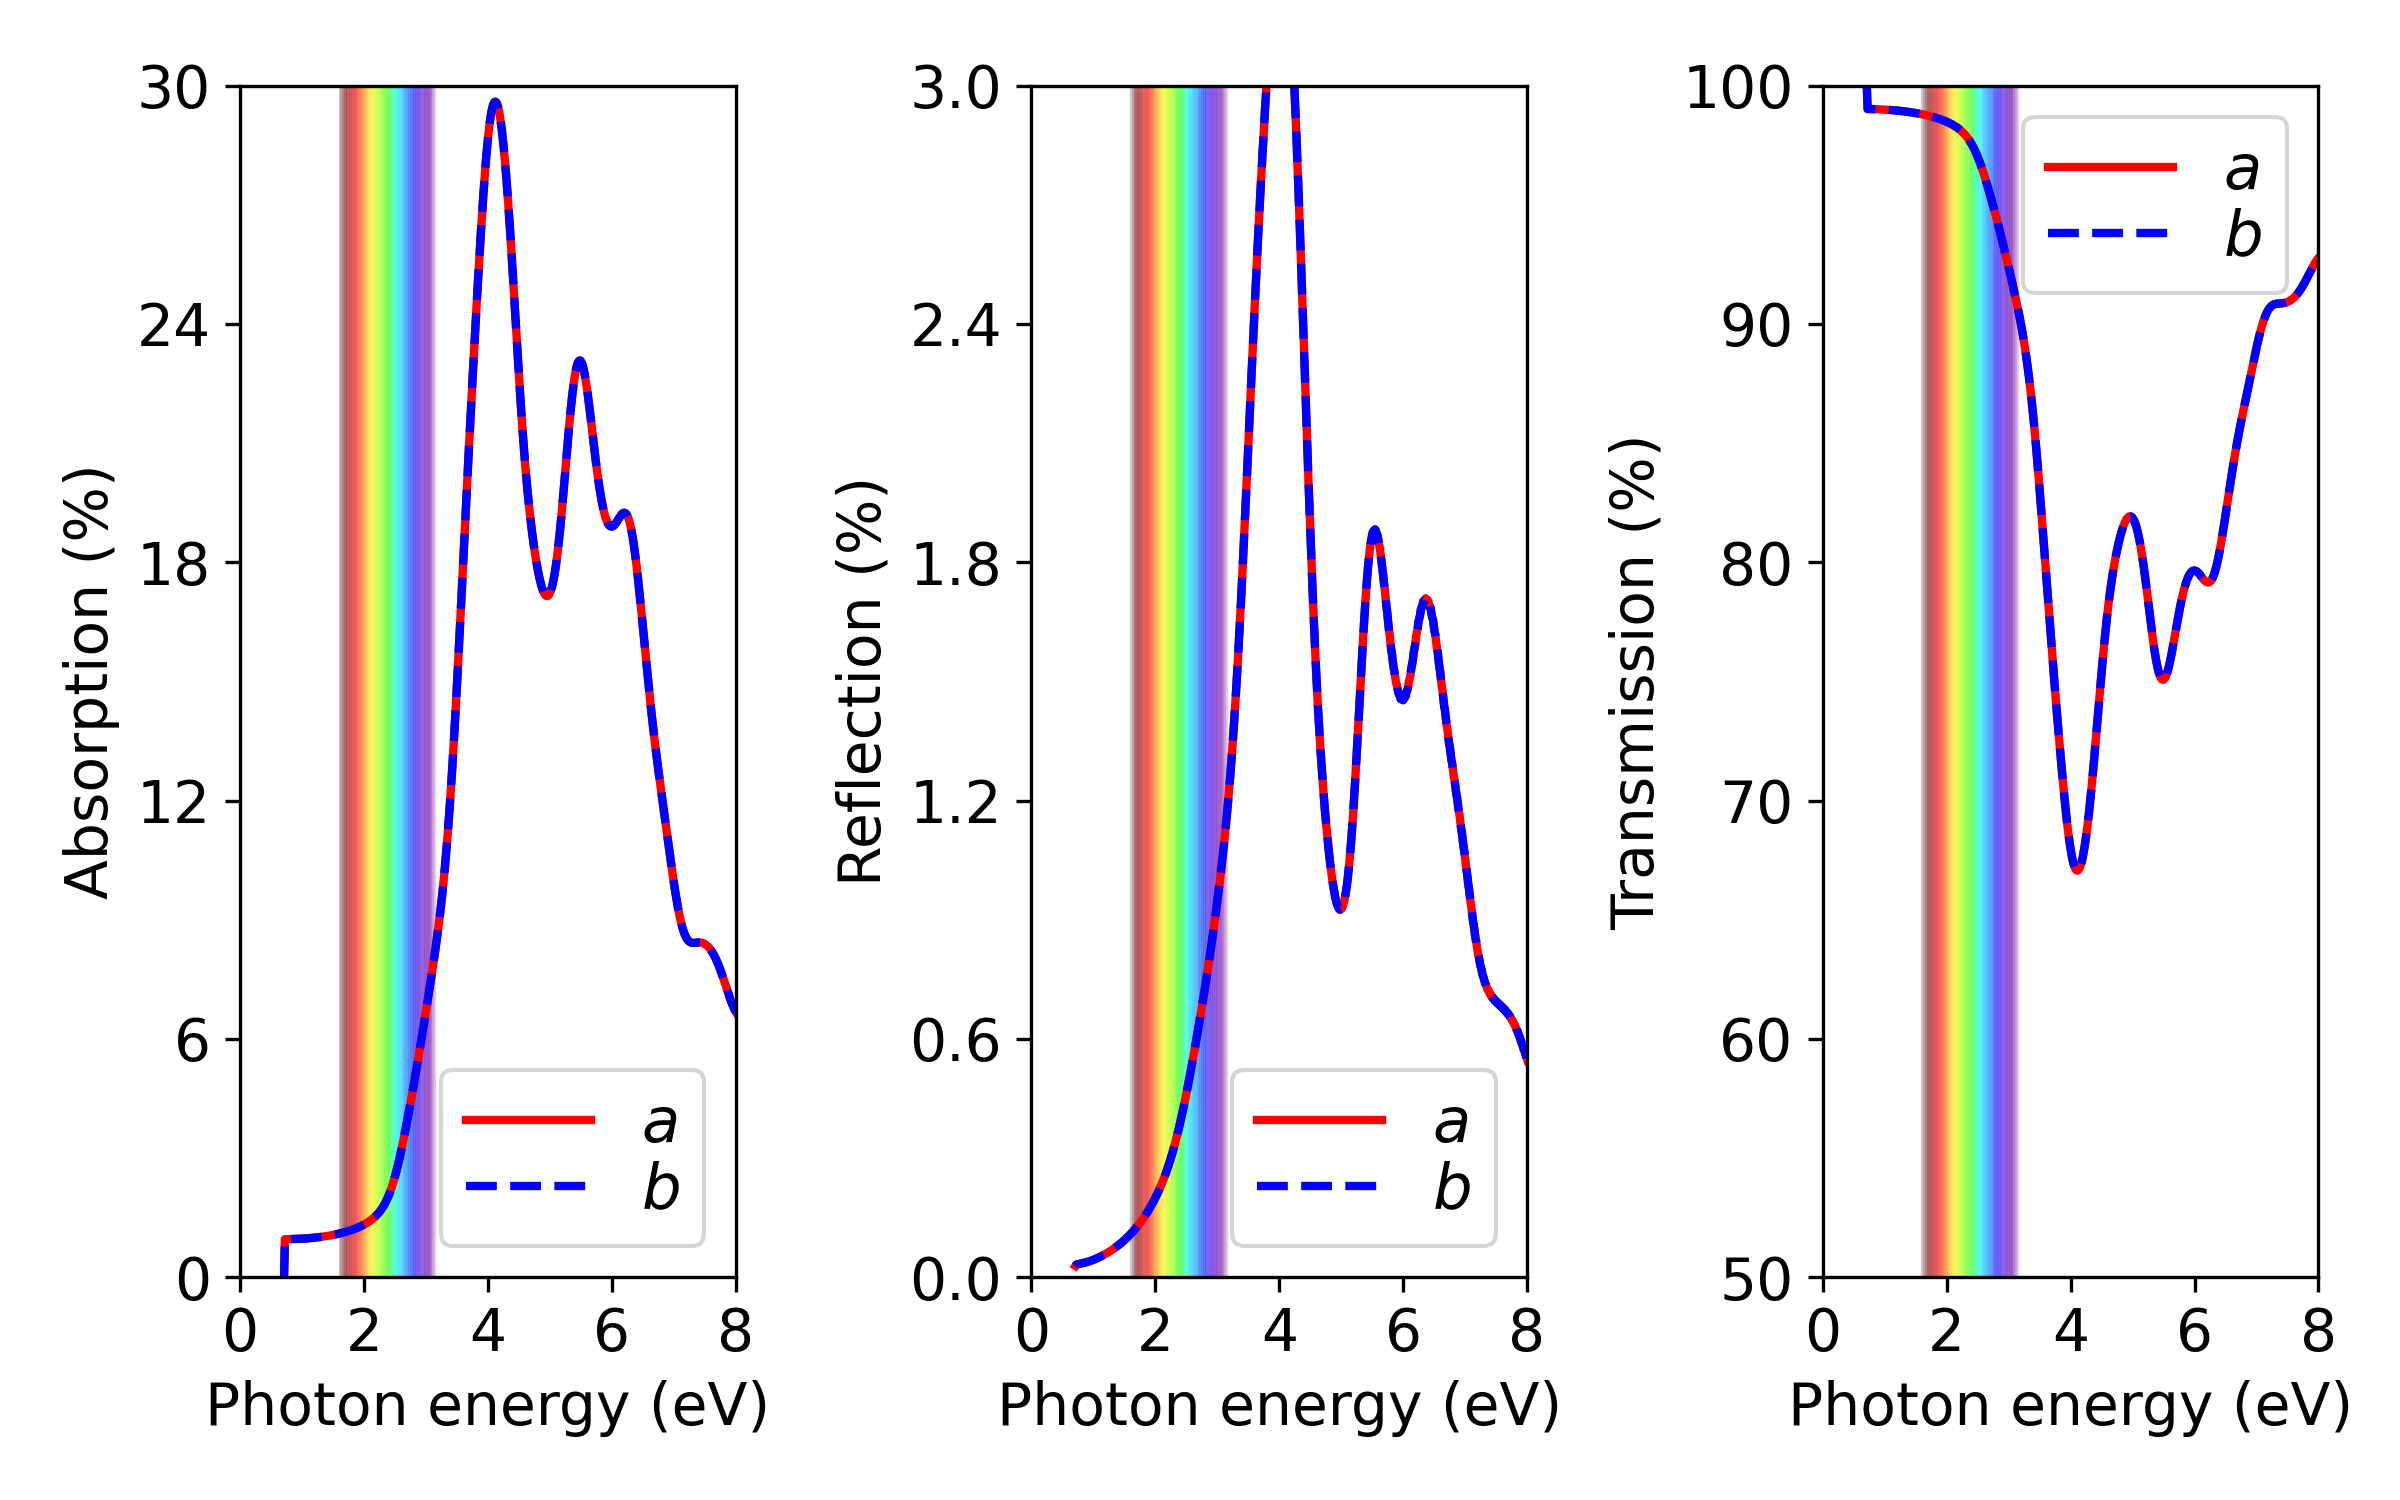 Absorption (%)
30
24
18
12
6
0
0 2 4 6 8
Photon energy (eV)
a
b
Reflection (%)
3.0
2.4
1.8
1.2
0.6
0.0
0 2 4 6 8
Photon energy (eV)
a
b
Transmission (%)
100
90
80
70
60
50
0 2 4 6 8
Photon energy (eV)
a
b